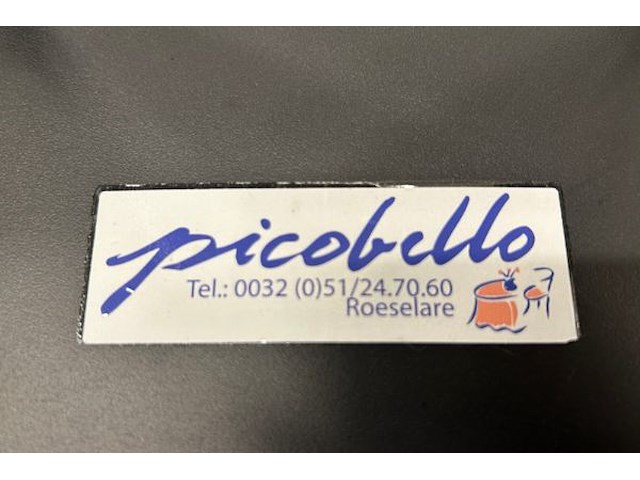 picobello
Tel.: 0032 (0)51/24.70.60
Roeselare